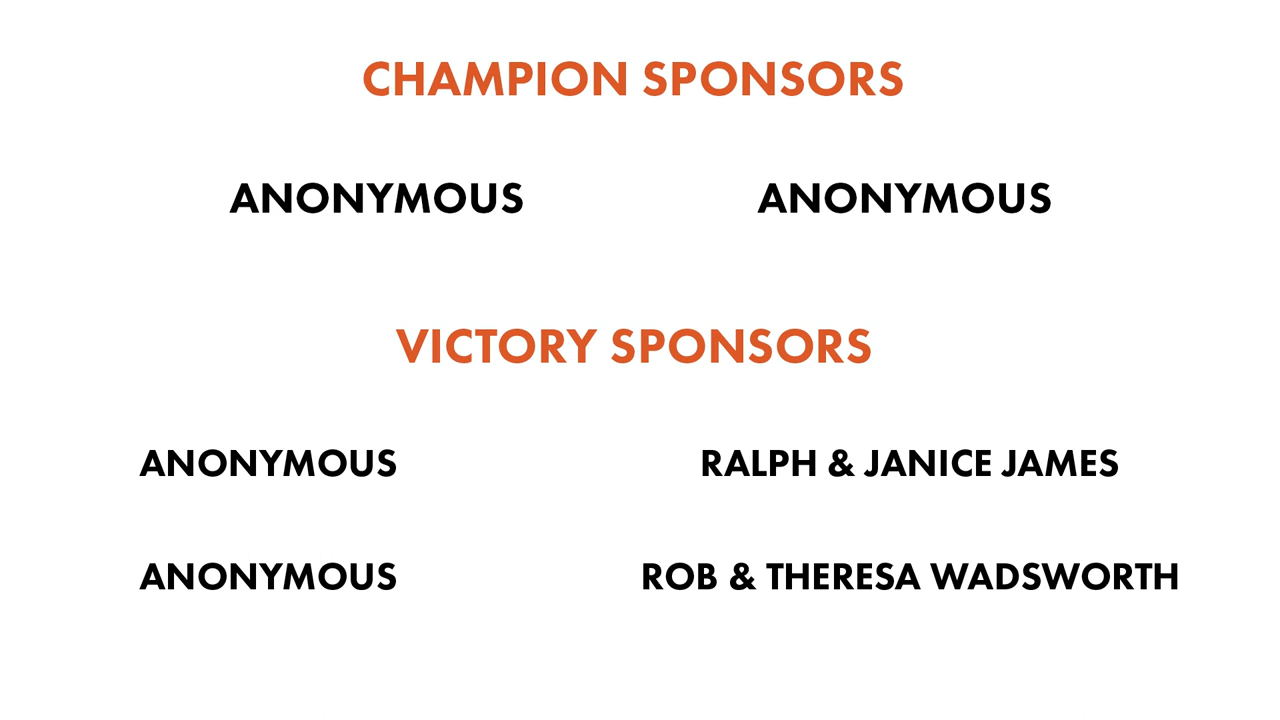 CHAMPION SPONSORS
ANONYMOUS ANONYMOUS
VICTORY SPONSORS
ANONYMOUS RALPH & JANICE JAMES
ANONYMOUS ROB & THERESA WADSWORTH